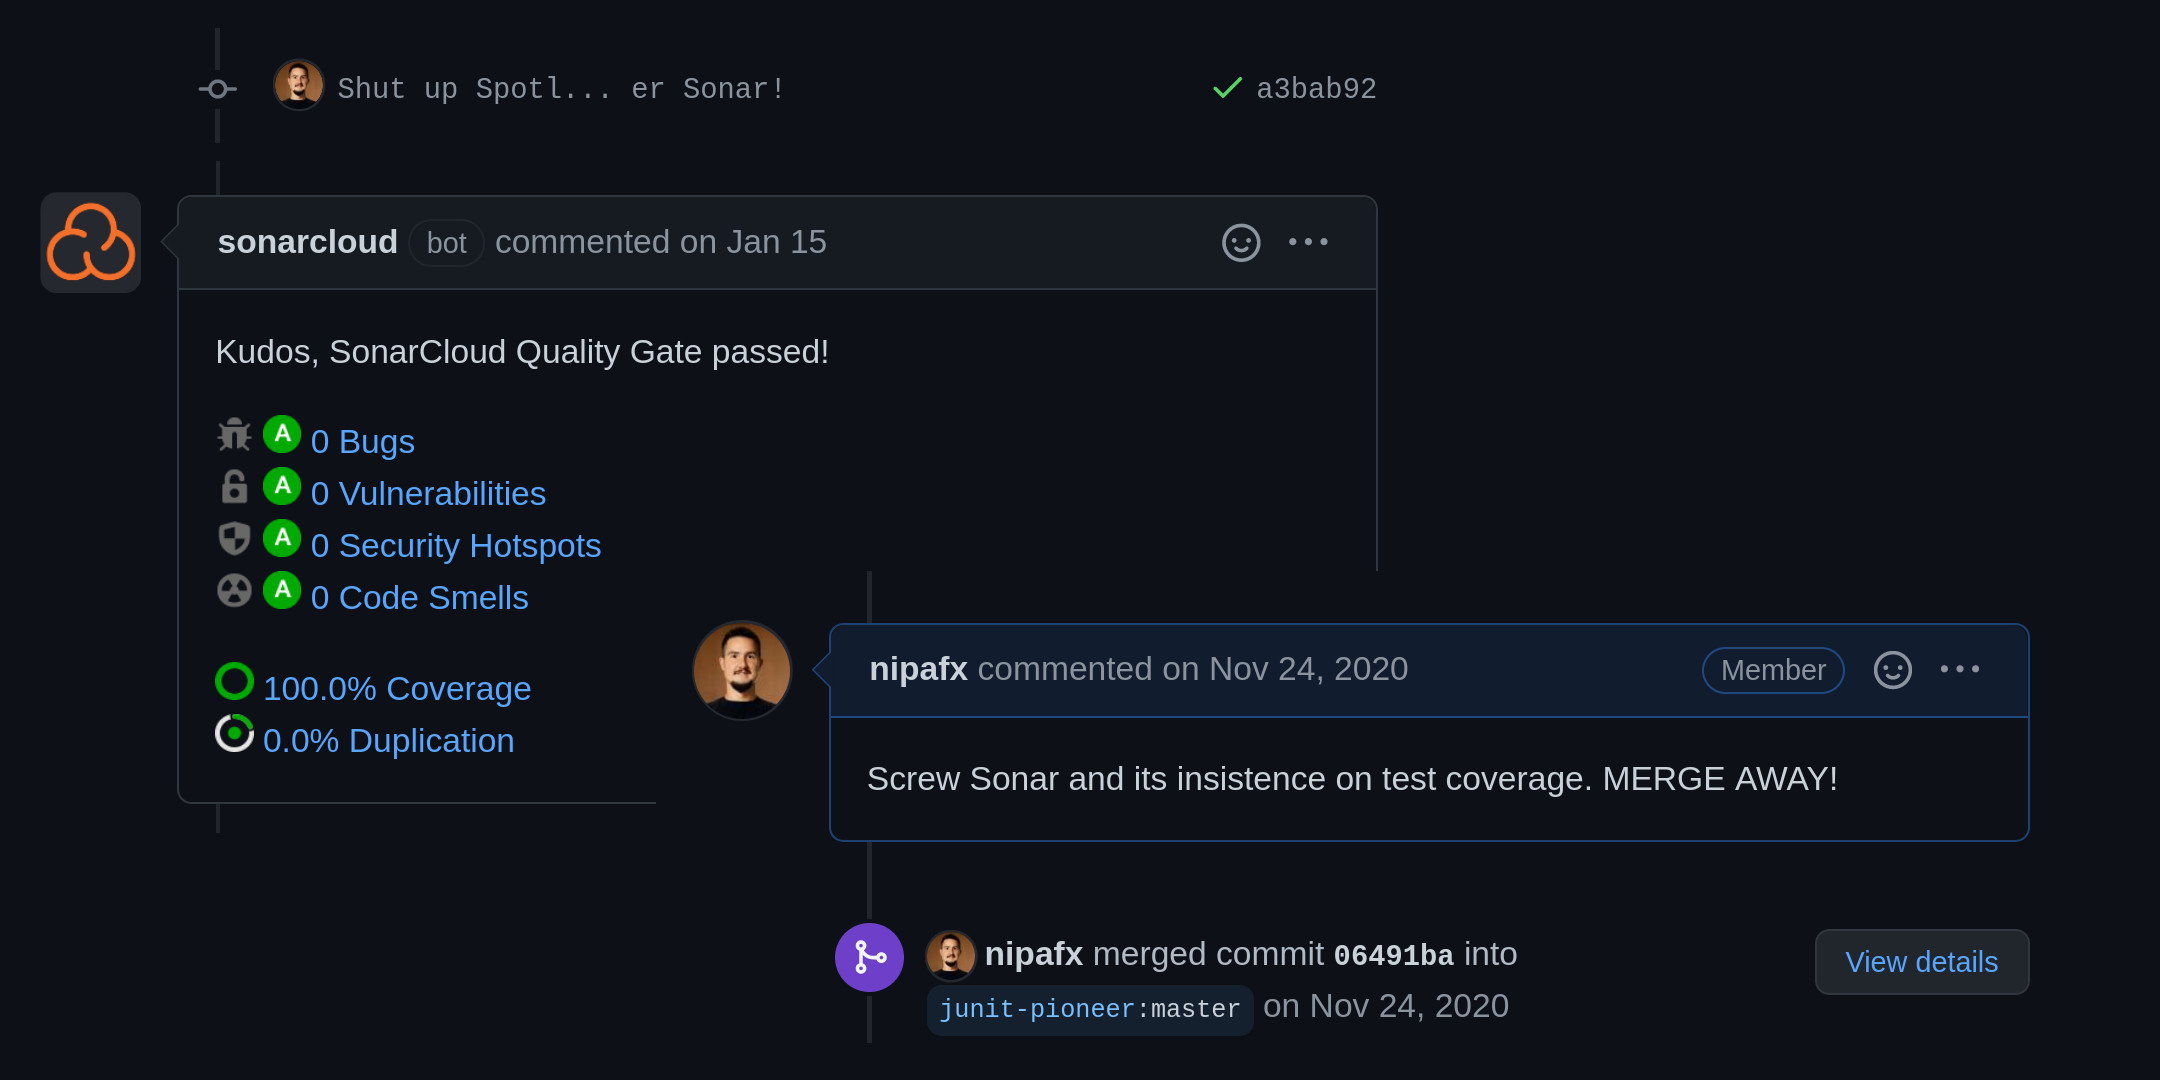 Shut up Spotl... er Sonar! a3bab92
sonarcloud bot commented on Jan 15
Kudos, SonarCloud Quality Gate passed!
A 0 Bugs
A 0 Vulnerabilities
A 0 Security Hotspots
A 0 Code Smells
100.0% Coverage
0.0% Duplication
nipafx commented on Nov 24, 2020 Member
Screw Sonar and its insistence on test coverage. MERGE AWAY!
nipafx merged commit 06491ba into
junit-pioneer:master on Nov 24, 2020
View details